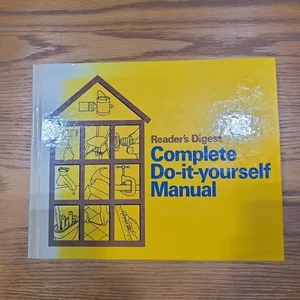 Reader's Digest
Complete
Do-it-yourself
Manual